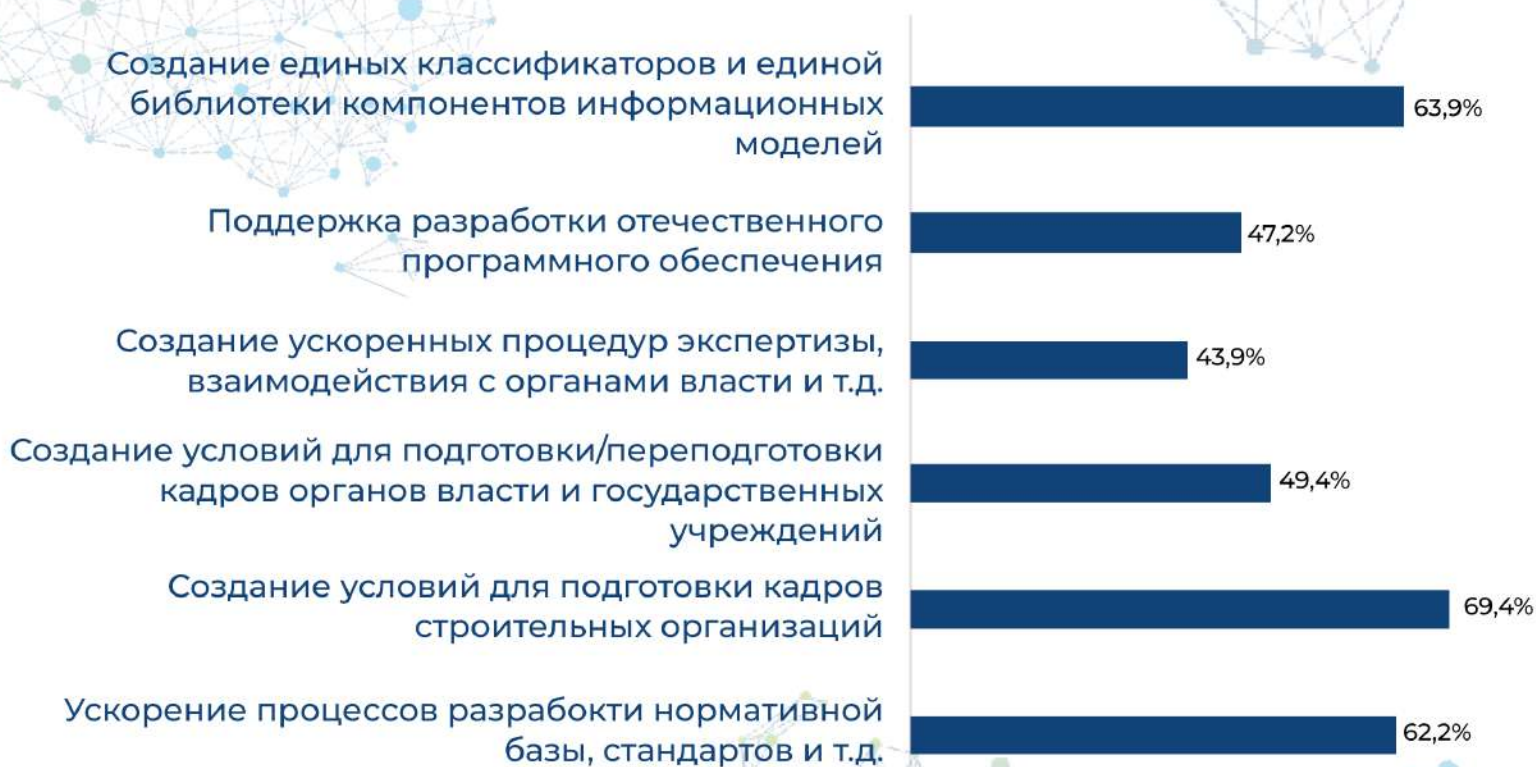 Создание единых классификаторов и единой
библиотеки компонентов информационных
моделей
63,9%
Поддержка разработки отечественного
программного обеспечения
47,2%
Создание ускоренных процедур экспертизы,
взаимодействия с органами власти и т.д.
43,9%
Создание условий для подготовки/переподготовки
кадров органов власти и государственных
учреждений
49,4%
Создание условий для подготовки кадров
строительных организаций
69,4%
Ускорение процессов разрабокти нормативной
базы, стандартов и т.д.
62,2%